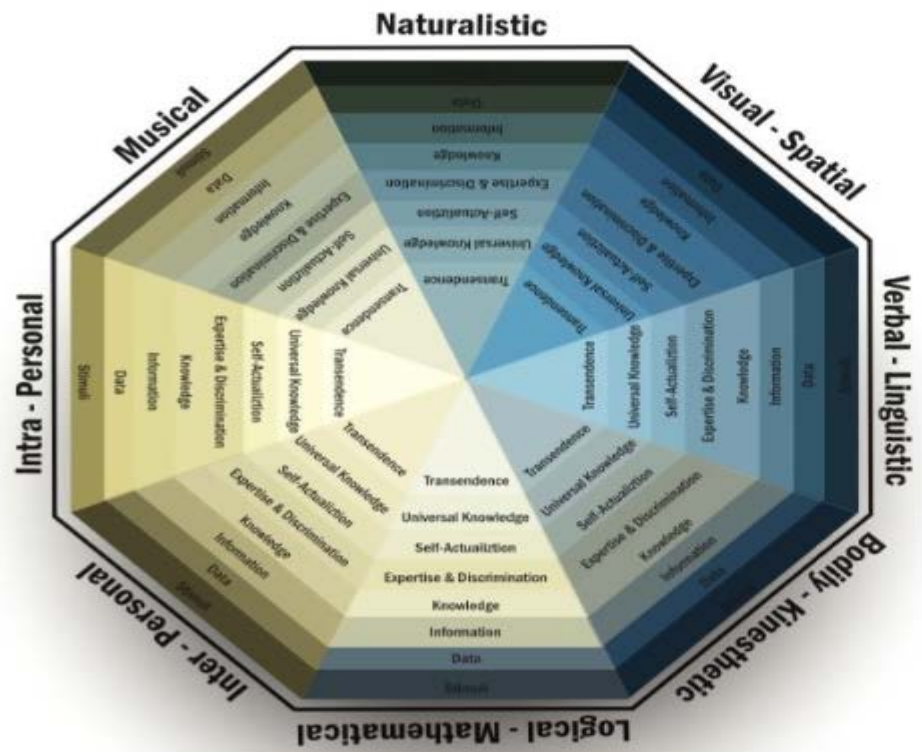 Naturalistic
Data
Information
Knowledge
Expertise & Discrimination
Self-Actualiztion
Universal Knowledge
Transendence
Visual - Spatial
Data
Information
Knowledge
Expertise & Discrimination
Self Actualiztion
Universal Knowledge
Transendence
Verbal - Linguistic
Stimuli
Data
Information
Knowledge
Expertise & Discrimination
Self-Actualiztion
Universal Knowledge
Transendence
Bodily - Kinesthetic
Data
Information
Knowledge
Expertise & Discrimination
Self-Actualiztion
Universal Knowledge
Transendence
Logical - Mathematical
Stimuli
Data
Information
Knowledge
Expertise & Discrimination
Self-Actualiztion
Universal Knowledge
Transendence
Inter - Personal
Stimuli
Data
Information
Knowledge
Expertise & Discrimination
Self-Actualiztion
Universal Knowledge
Transendence
Intra - Personal
Stimuli
Data
Information
Knowledge
Expertise & Discrimination
Self-Actualiztion
Universal Knowledge
Transendence
Musical
Stimuli
Data
Information
Knowledge
Expertise & Discrimination
Self-Actualiztion
Universal Knowledge
Transendence